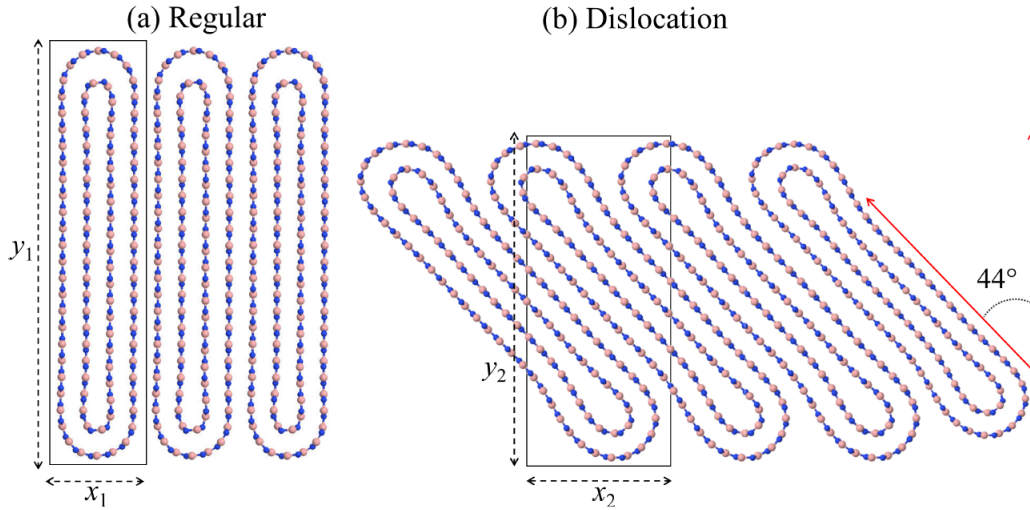 (a) Regular
(b) Dislocation
y₁
44°
y₂
x₁
x₂